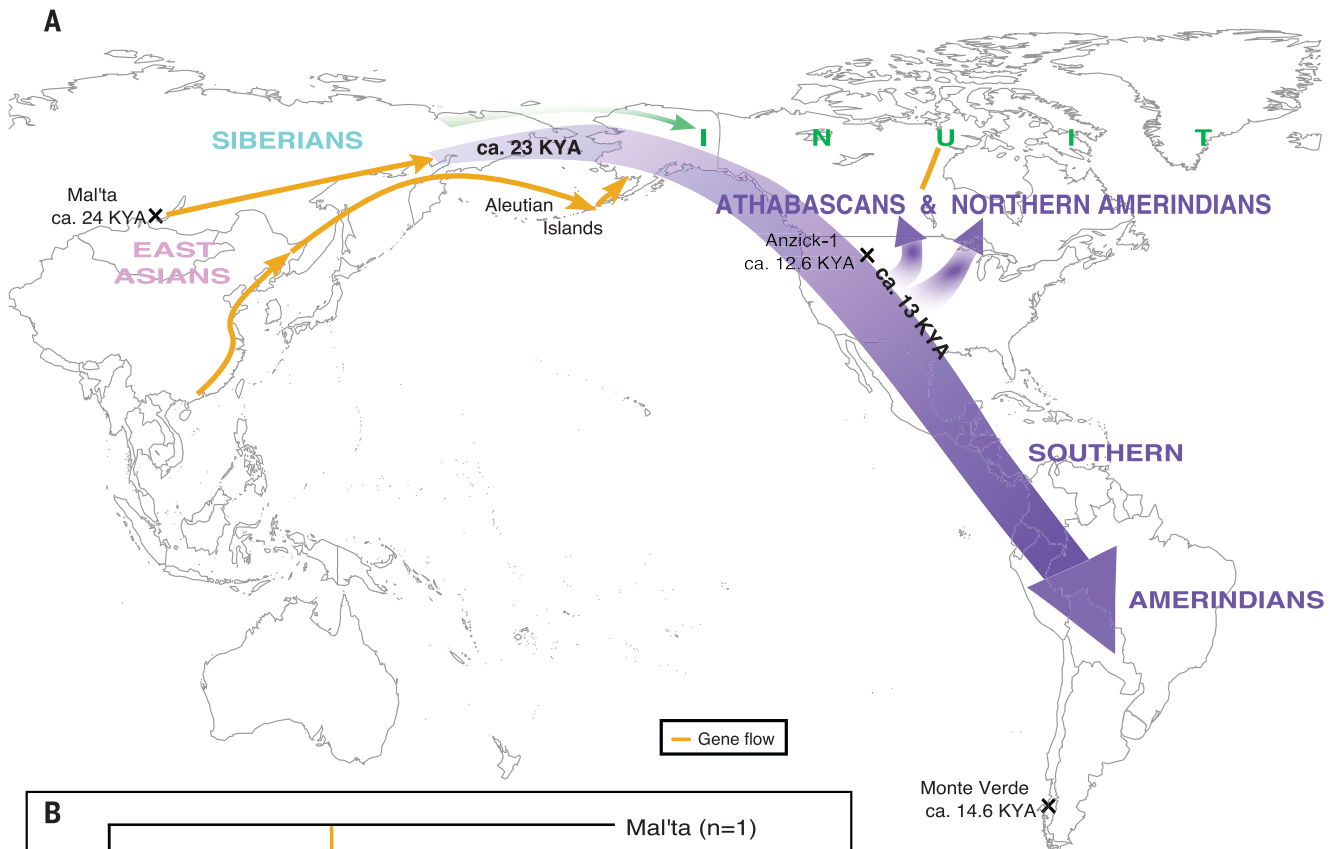 A
SIBERIANS
ca. 23 KYA
I N U I T
Mal'ta
ca. 24 KYA
Aleutian
Islands
ATHABASCANS & NORTHERN AMERINDIANS
EAST
ASIANS
Anzick-1
ca. 12.6 KYA
ca. 13 KYA
SOUTHERN
AMERINDIANS
Gene flow
Monte Verde
ca. 14.6 KYA
B
Mal'ta (n=1)